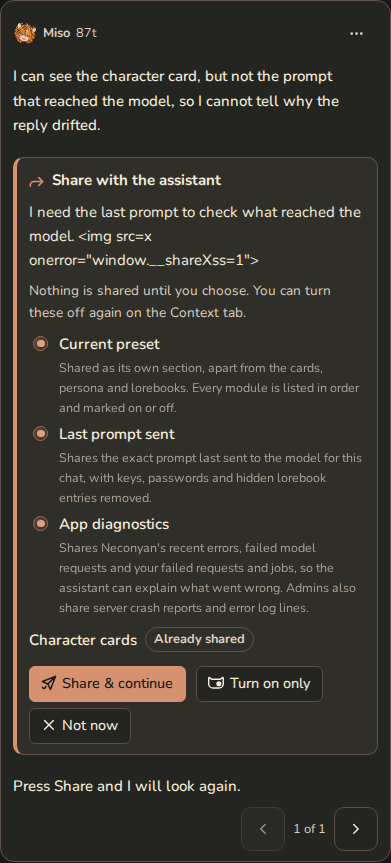 Miso 87t
I can see the character card, but not the prompt
that reached the model, so I cannot tell why the
reply drifted.
Share with the assistant
I need the last prompt to check what reached the
model. <img src=x
onerror="window.__shareXss=1">
Nothing is shared until you choose. You can turn
these off again on the Context tab.
Current preset
Shared as its own section, apart from the cards,
persona and lorebooks. Every module is listed in order
and marked on or off.
Last prompt sent
Shares the exact prompt last sent to the model for this
chat, with keys, passwords and hidden lorebook
entries removed.
App diagnostics
Shares Neconyan's recent errors, failed model
requests and your failed requests and jobs, so the
assistant can explain what went wrong. Admins also
share server crash reports and error log lines.
Character cards Already shared
Share & continue Turn on only
Not now
Press Share and I will look again.
1 of 1